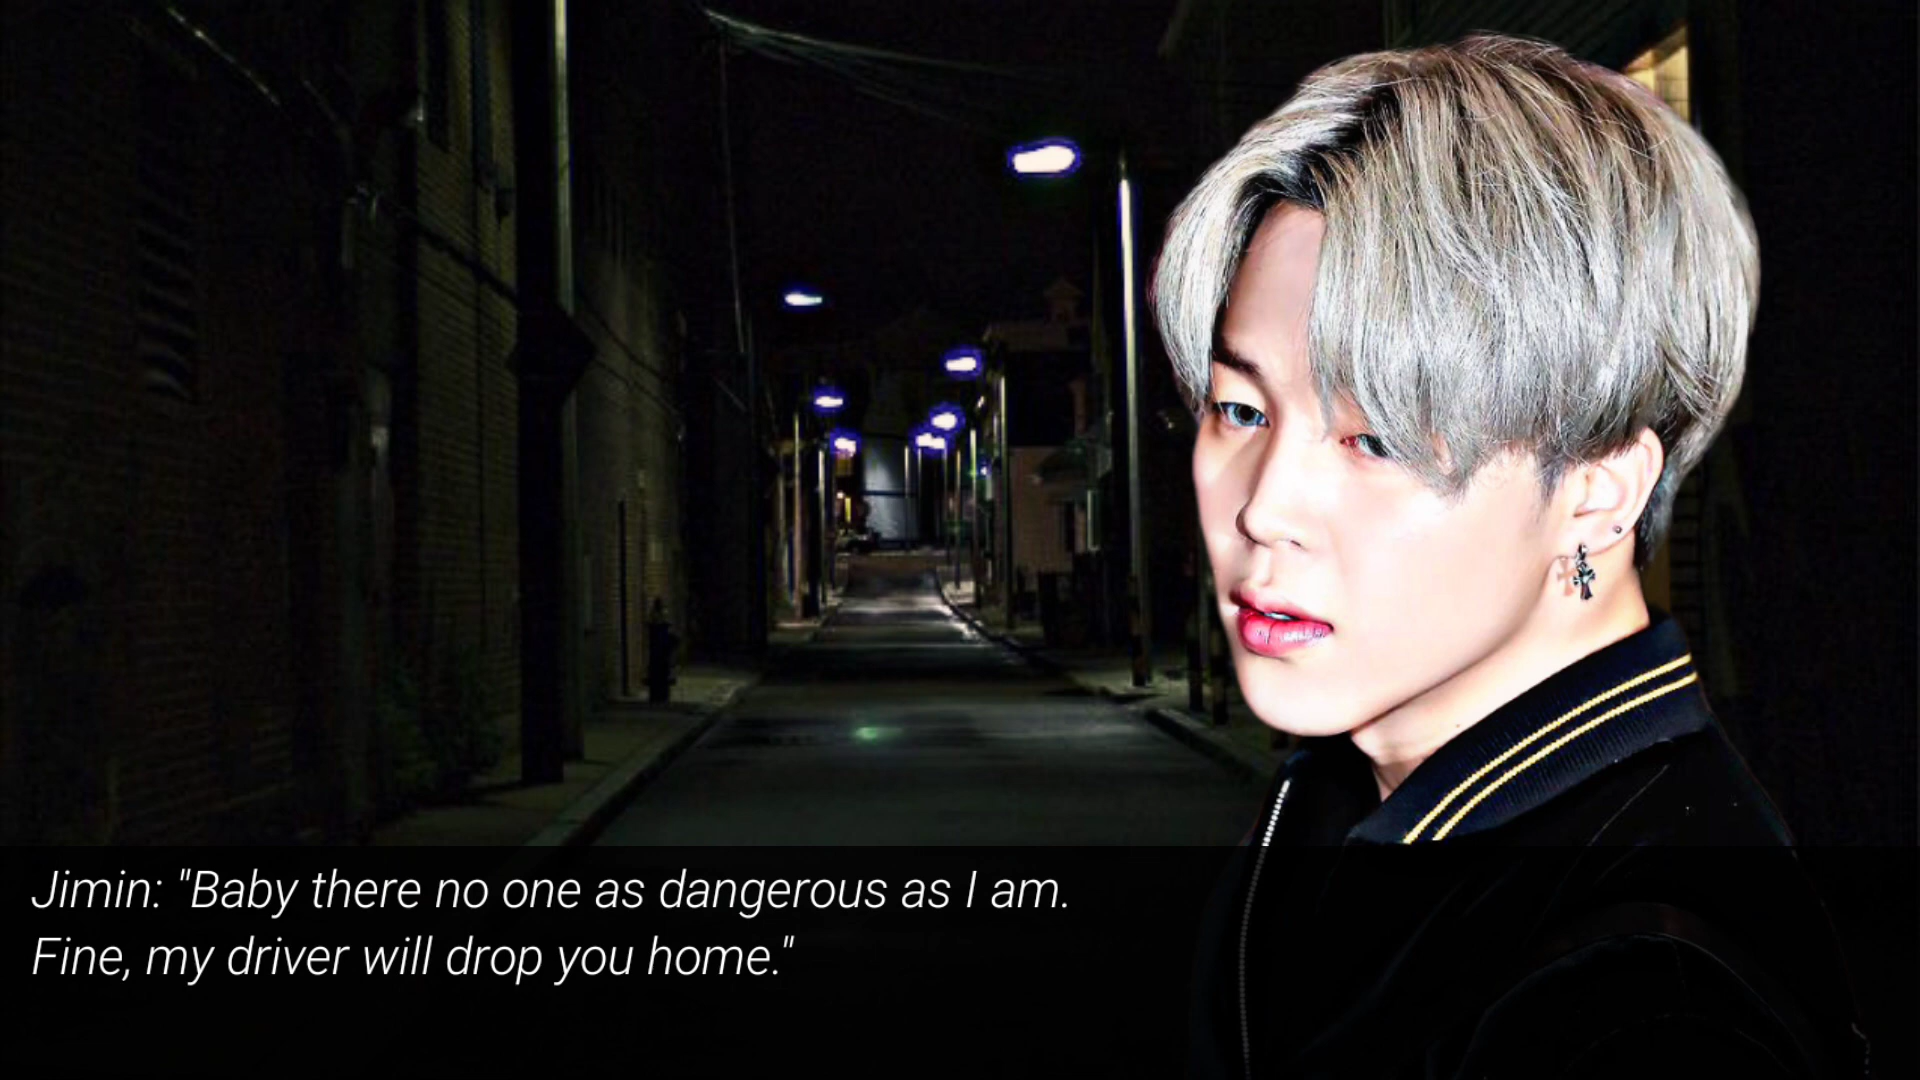 Jimin: "Baby there no one as dangerous as I am.
Fine, my driver will drop you home."